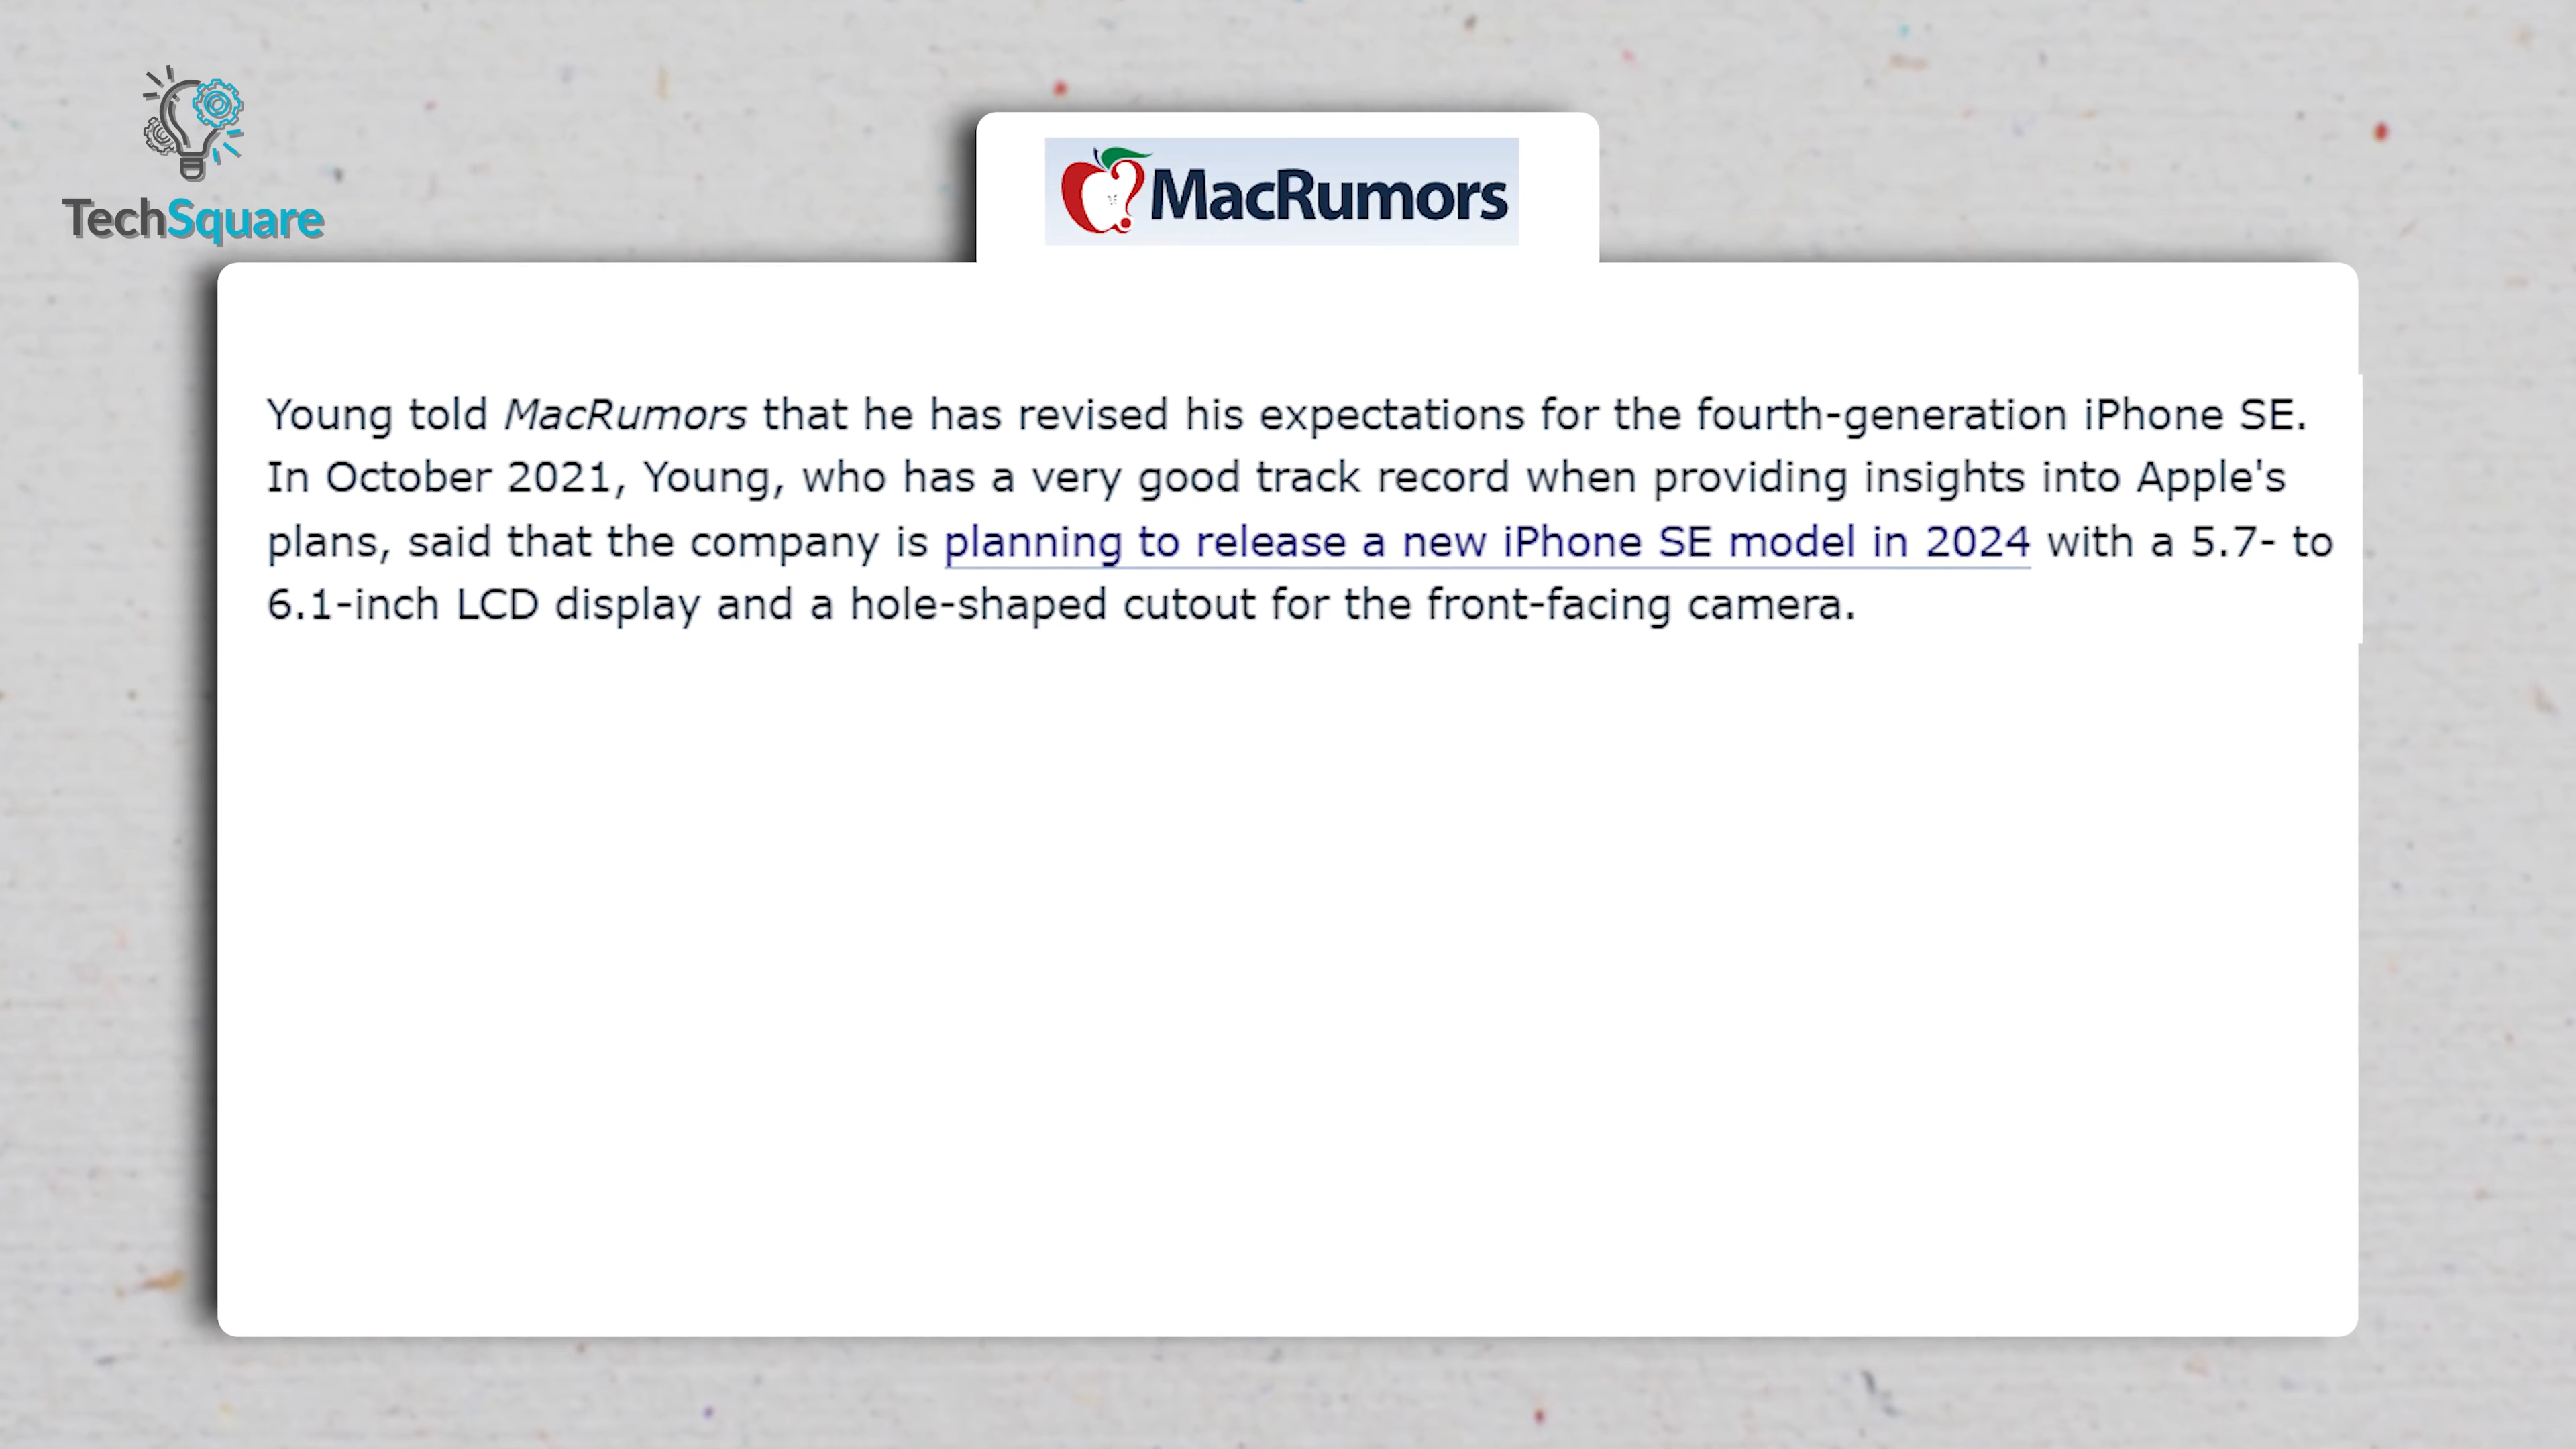 TechSquare
MacRumors
Young told MacRumors that he has revised his expectations for the fourth-generation iPhone SE.
In October 2021, Young, who has a very good track record when providing insights into Apple's
plans, said that the company is planning to release a new iPhone SE model in 2024 with a 5.7- to
6.1-inch LCD display and a hole-shaped cutout for the front-facing camera.